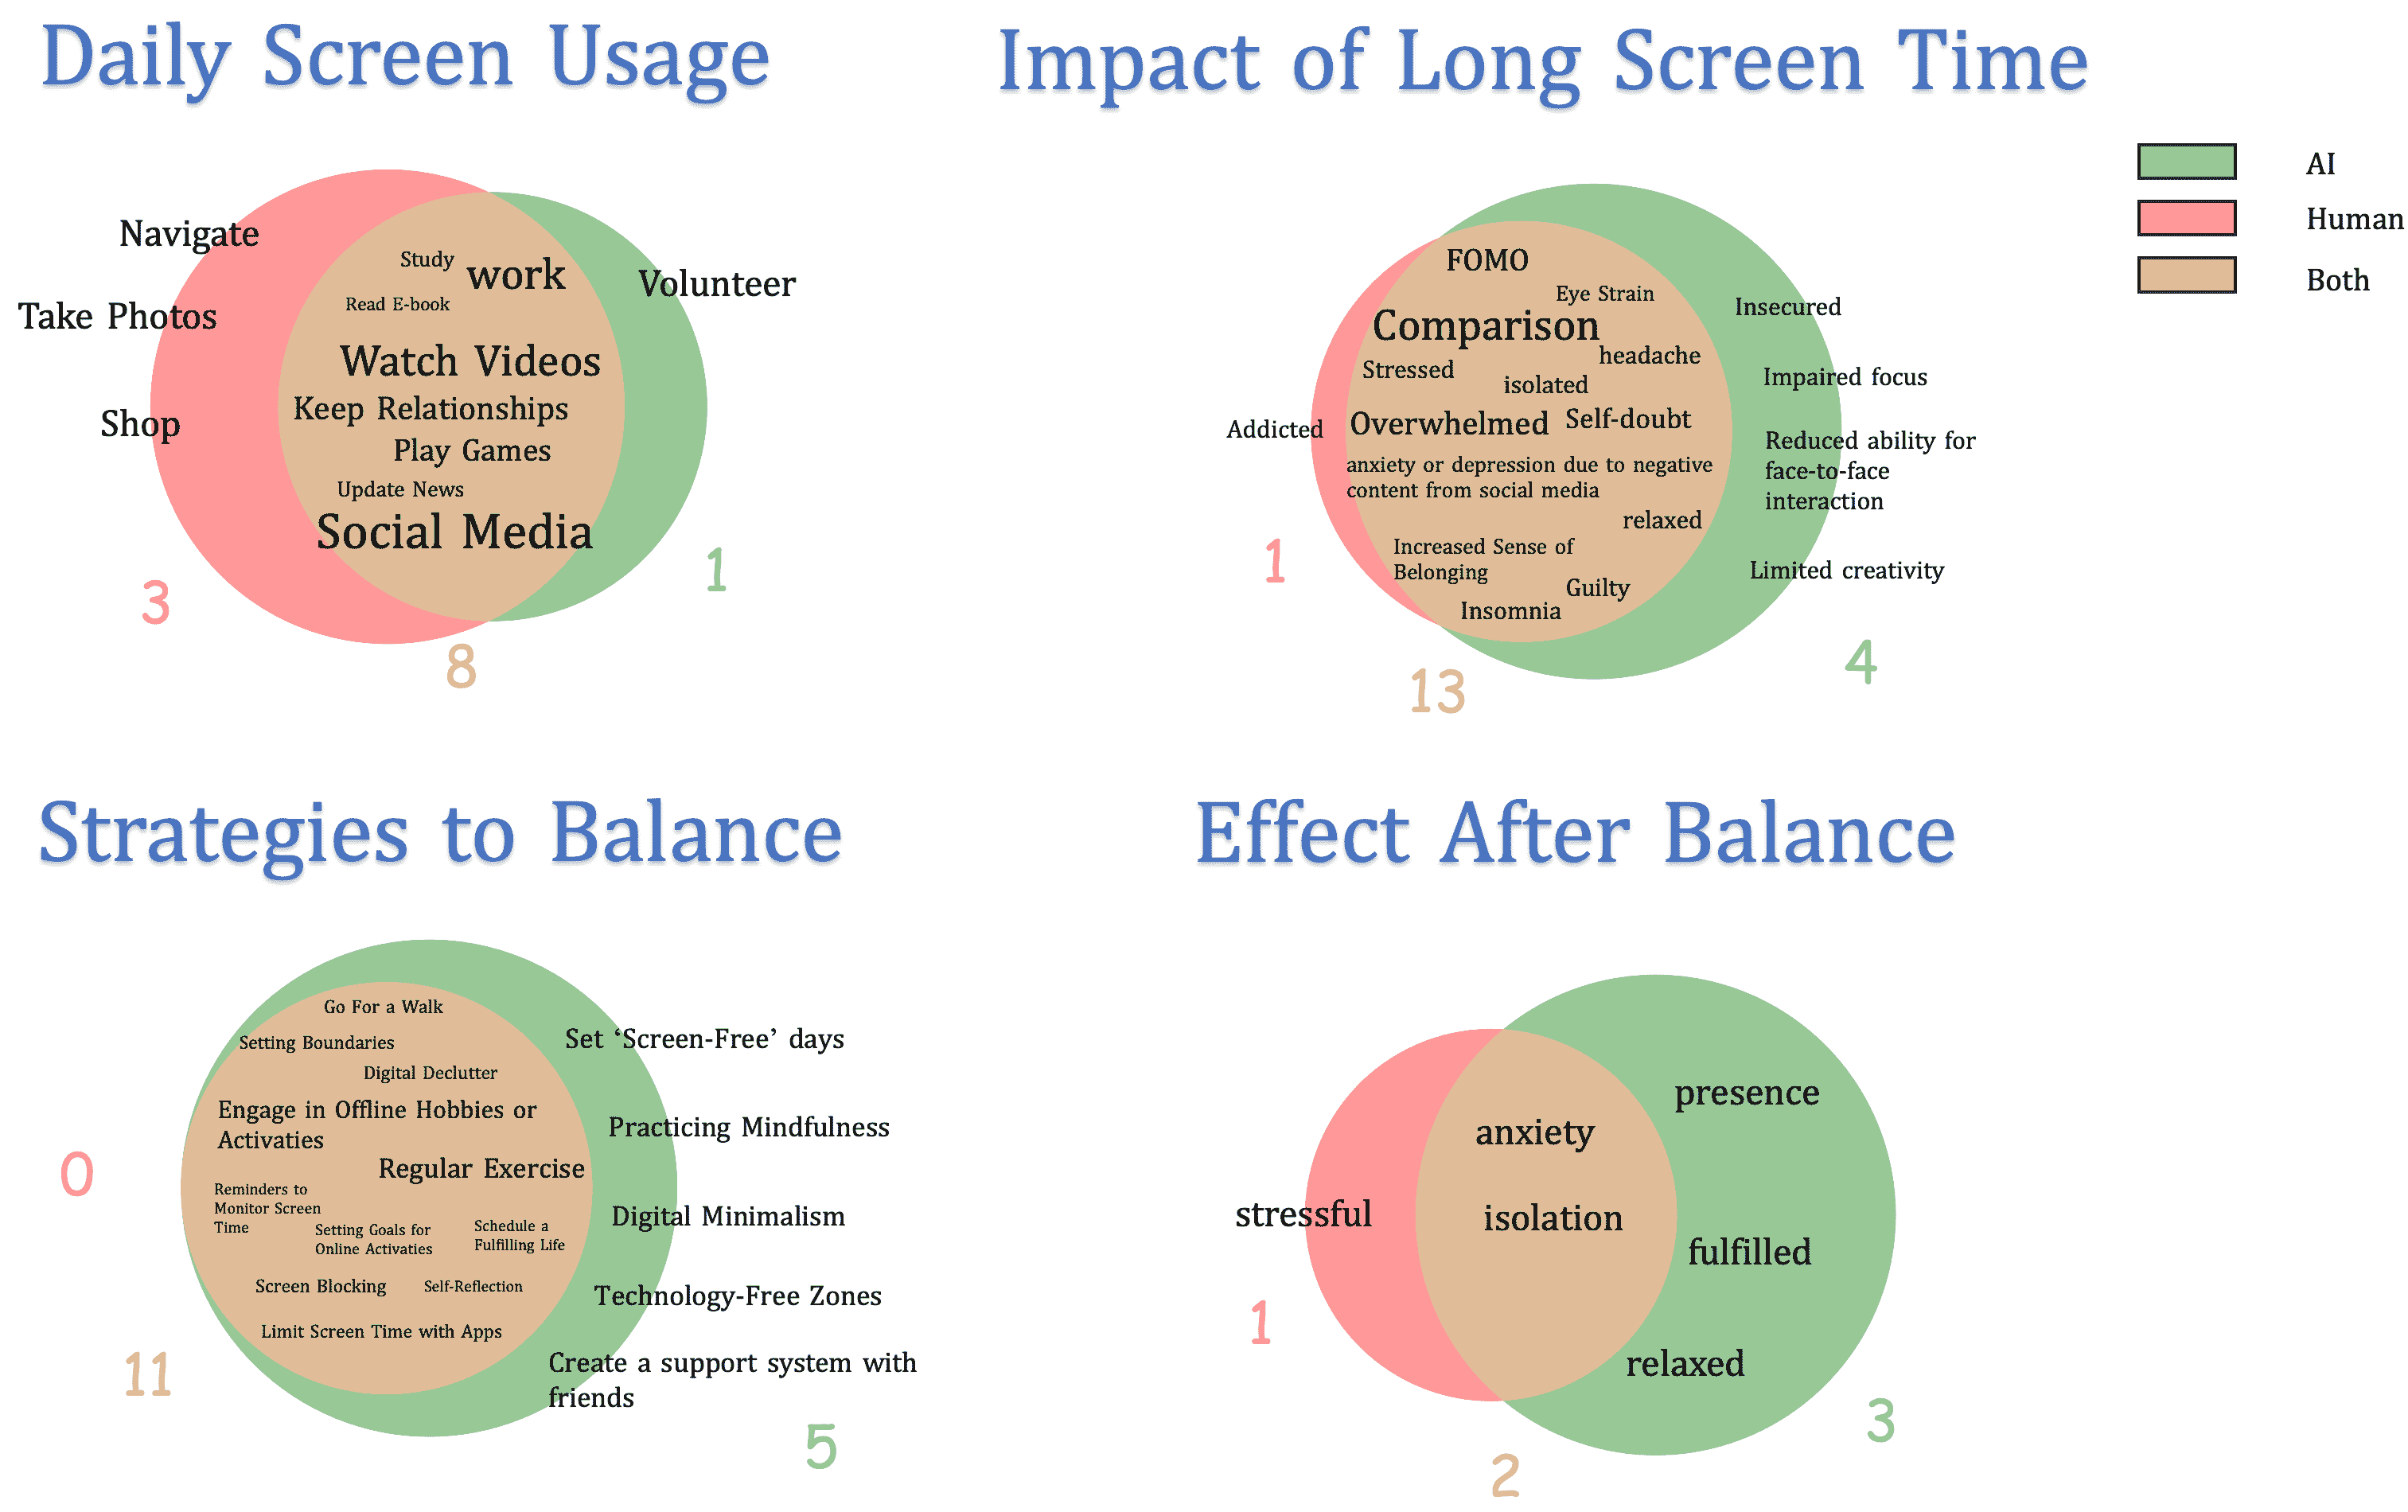 Daily Screen Usage
Navigate
Take Photos
Shop
Study
work
Read E-book
Watch Videos
Keep Relationships
Play Games
Update News
Social Media
Volunteer
3
8
1
Impact of Long Screen Time
AI
Human
Both
FOMO
Eye Strain
Comparison
headache
Stressed
isolated
Overwhelmed
Self-doubt
anxiety or depression due to negative
content from social media
relaxed
Increased Sense of
Belonging
Guilty
Insomnia
Addicted
Insecured
Impaired focus
Reduced ability for
face-to-face
interaction
Limited creativity
1
13
4
Strategies to Balance
Go For a Walk
Setting Boundaries
Digital Declutter
Engage in Offline Hobbies or
Activaties
Regular Exercise
Reminders to
Monitor Screen
Time
Setting Goals for
Online Activaties
Schedule a
Fulfilling Life
Screen Blocking
Self-Reflection
Limit Screen Time with Apps
Set ‘Screen-Free’ days
Practicing Mindfulness
Digital Minimalism
Technology-Free Zones
Create a support system with
friends
0
11
5
Effect After Balance
stressful
anxiety
isolation
presence
fulfilled
relaxed
1
2
3